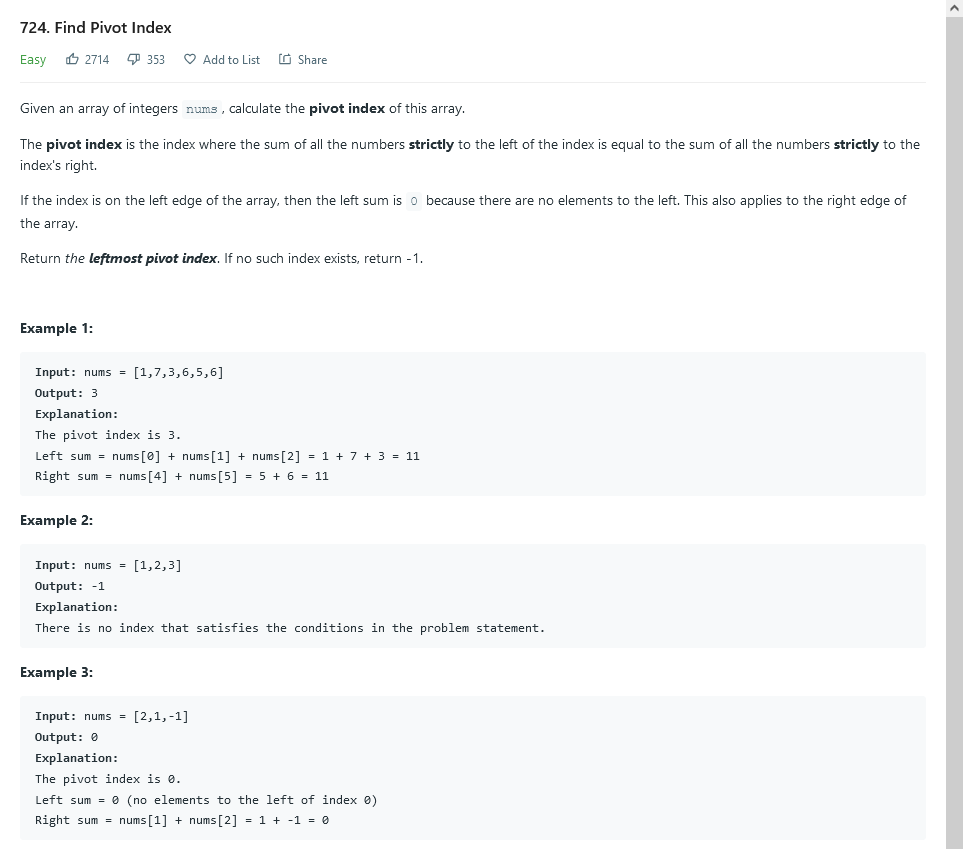 724. Find Pivot Index
Easy 2714 353 Add to List Share
Given an array of integers nums, calculate the pivot index of this array.
The pivot index is the index where the sum of all the numbers strictly to the left of the index is equal to the sum of all the numbers strictly to the
index's right.
If the index is on the left edge of the array, then the left sum is 0 because there are no elements to the left. This also applies to the right edge of
the array.
Return the leftmost pivot index. If no such index exists, return -1.
Example 1:
Input: nums = [1,7,3,6,5,6]
Output: 3
Explanation:
The pivot index is 3.
Left sum = nums[0] + nums[1] + nums[2] = 1 + 7 + 3 = 11
Right sum = nums[4] + nums[5] = 5 + 6 = 11
Example 2:
Input: nums = [1,2,3]
Output: -1
Explanation:
There is no index that satisfies the conditions in the problem statement.
Example 3:
Input: nums = [2,1,-1]
Output: 0
Explanation:
The pivot index is 0.
Left sum = 0 (no elements to the left of index 0)
Right sum = nums[1] + nums[2] = 1 + -1 = 0